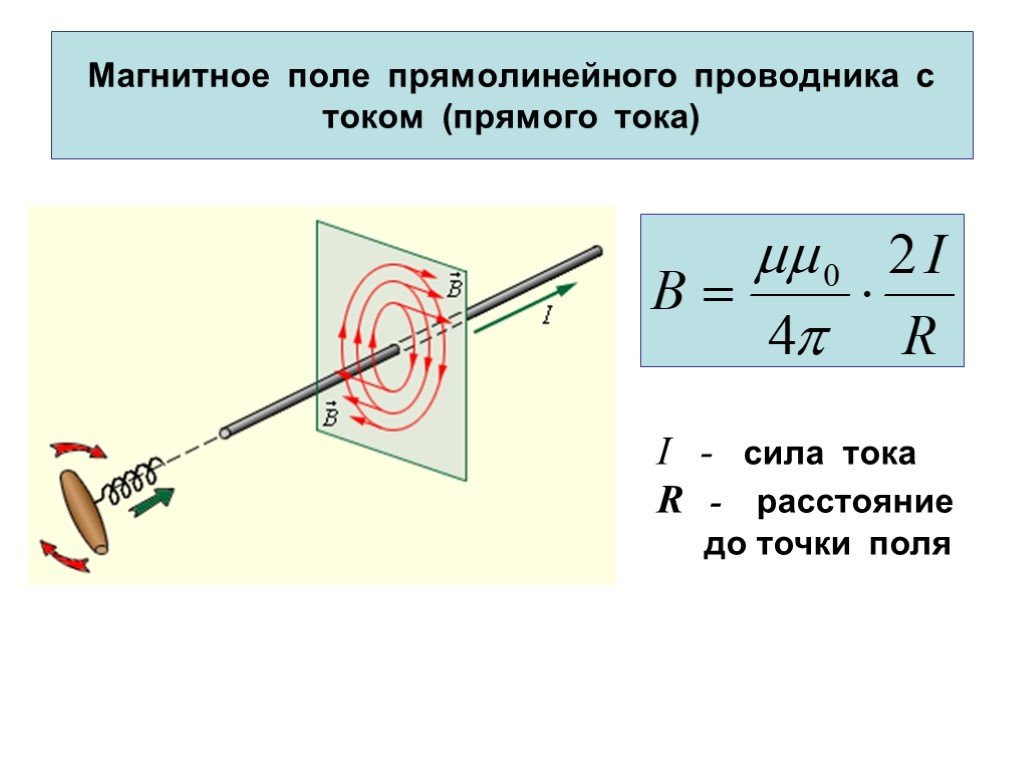 Магнитное поле прямолинейного проводника с
током (прямого тока)
B⃗
I
B⃗
B = μμ₀/4π · 2I/R
I - сила тока
R - расстояние
до точки поля